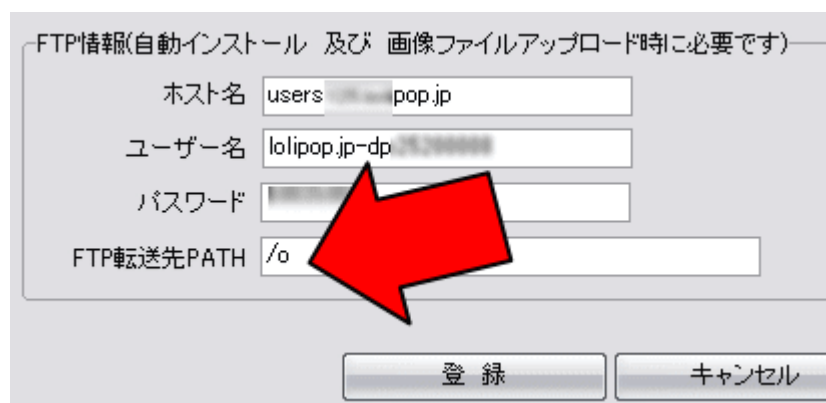 FTP情報(自動インストール 及び 画像ファイルアップロード時に必要です)
ホスト名 users pop.jp
ユーザー名 lolipop.jp-dp
パスワード
FTP転送先PATH /o
登 録 キャンセル